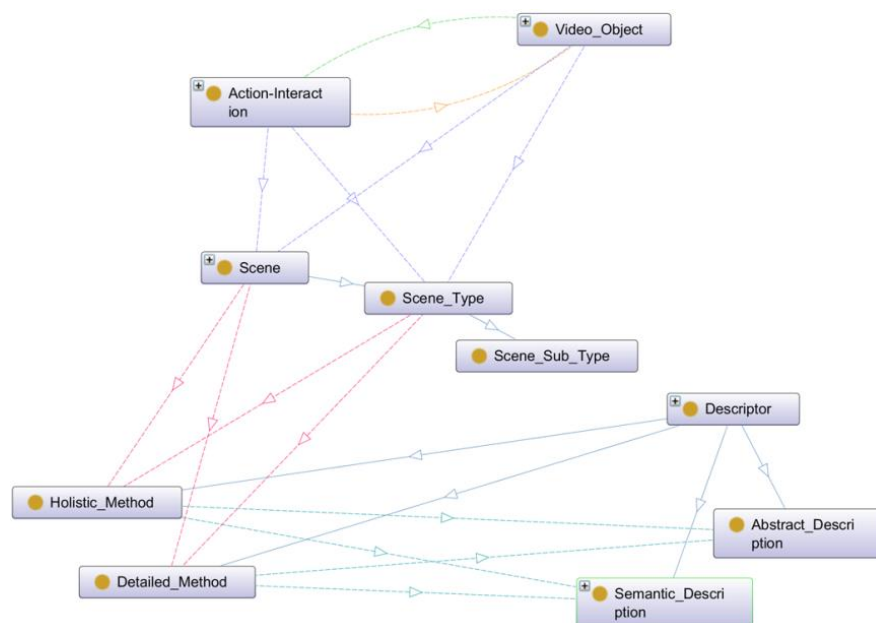 Video_Object
Action-Interact
ion
Scene
Scene_Type
Scene_Sub_Type
Descriptor
Holistic_Method
Abstract_Descri
ption
Detailed_Method
Semantic_Descri
ption